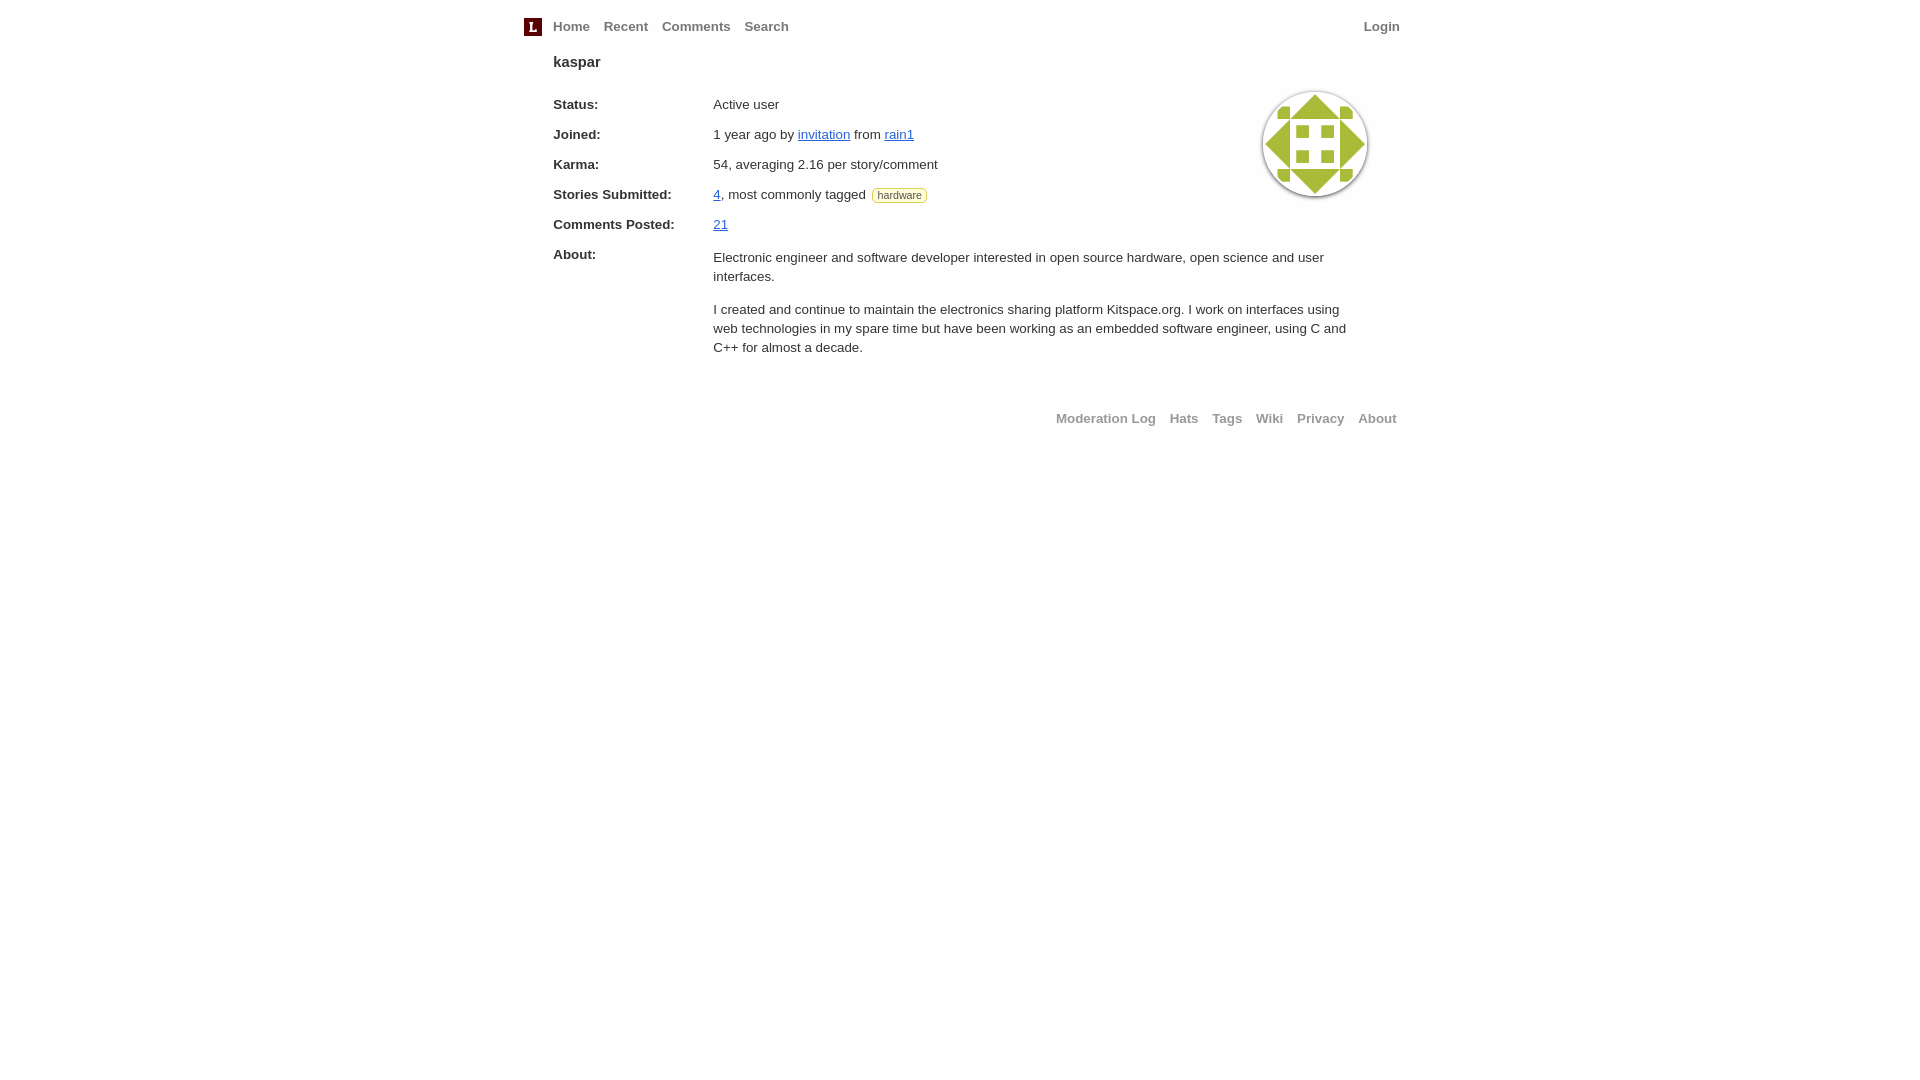 L Home Recent Comments Search Login
kaspar
Status: Active user
Joined: 1 year ago by invitation from rain1
Karma: 54, averaging 2.16 per story/comment
Stories Submitted: 4, most commonly tagged hardware
Comments Posted: 21
About: Electronic engineer and software developer interested in open source hardware, open science and user
interfaces.
I created and continue to maintain the electronics sharing platform Kitspace.org. I work on interfaces using
web technologies in my spare time but have been working as an embedded software engineer, using C and
C++ for almost a decade.
Moderation Log Hats Tags Wiki Privacy About